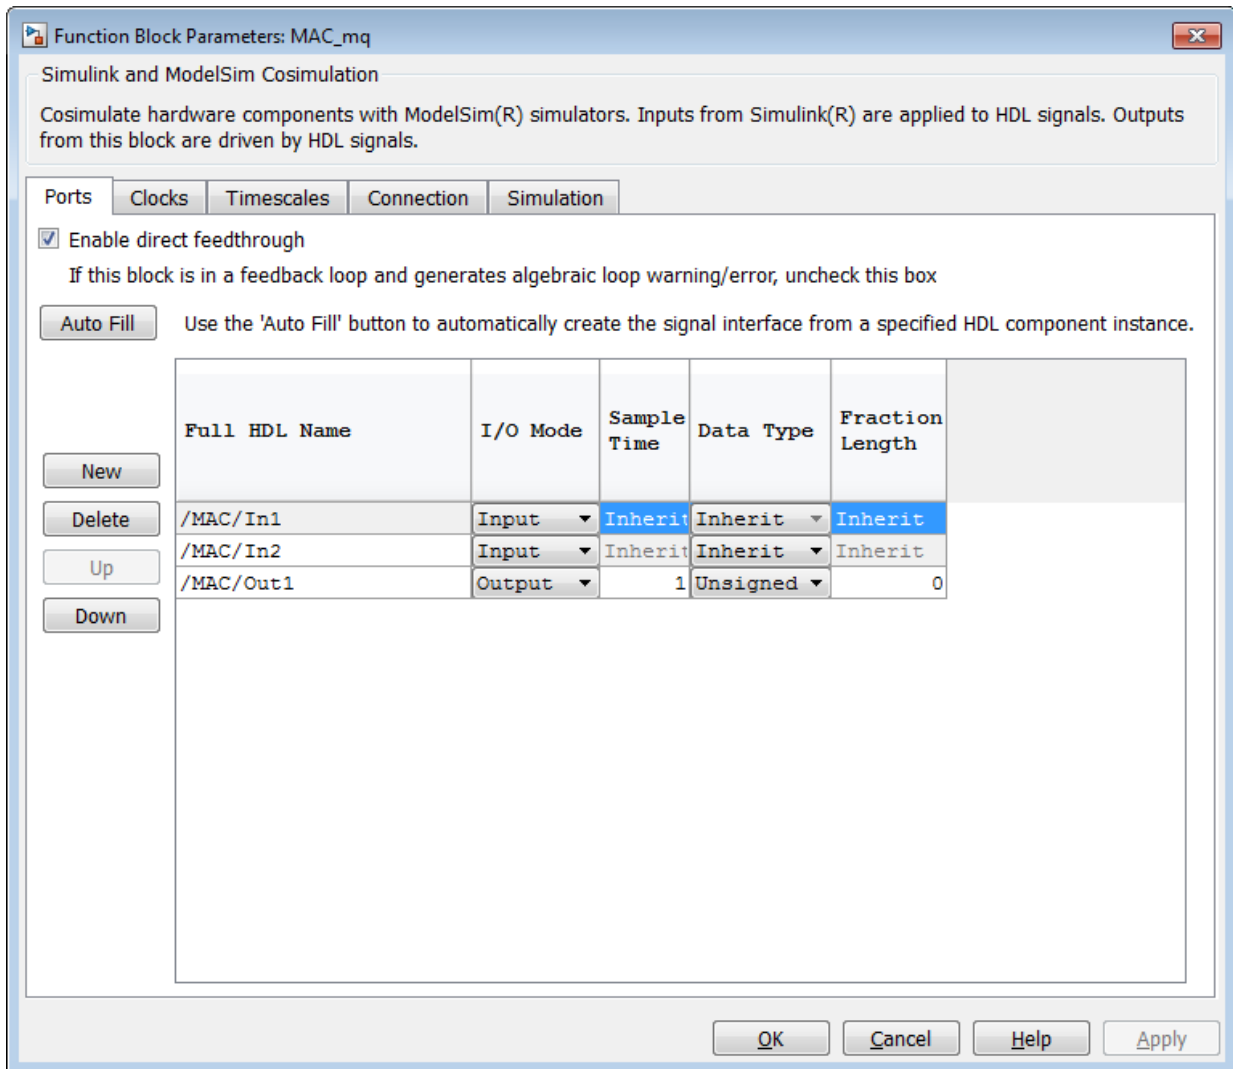 Function Block Parameters: MAC_mq
Simulink and ModelSim Cosimulation
Cosimulate hardware components with ModelSim(R) simulators. Inputs from Simulink(R) are applied to HDL signals. Outputs
from this block are driven by HDL signals.
Ports Clocks Timescales Connection Simulation
Enable direct feedthrough
If this block is in a feedback loop and generates algebraic loop warning/error, uncheck this box
Auto Fill Use the 'Auto Fill' button to automatically create the signal interface from a specified HDL component instance.
Full HDL Name I/O Mode Sample Time Data Type Fraction Length
New
Delete /MAC/In1 Input Inherit Inherit Inherit
/MAC/In2 Input Inherit Inherit Inherit
Up
/MAC/Out1 Output 1 Unsigned 0
Down
OK Cancel Help Apply